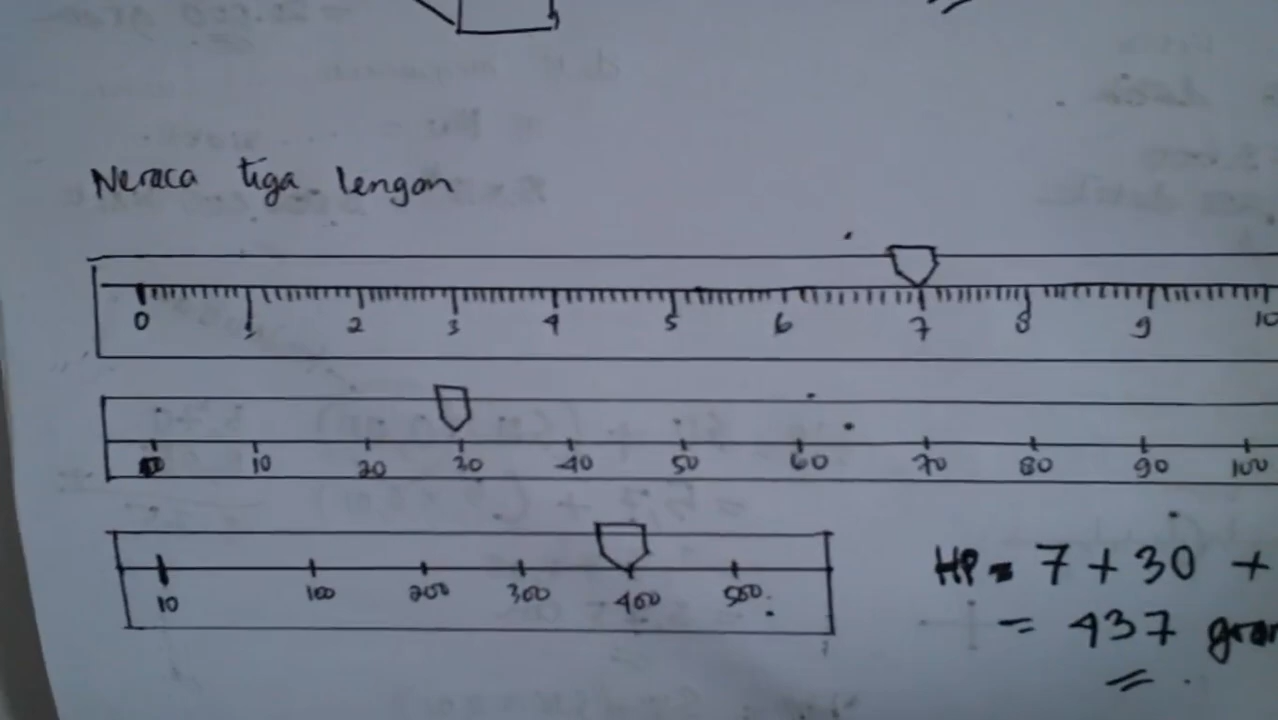 Neraca tiga lengan
0 1 2 3 4 5 6 7 8 9 10
0 10 20 30 40 50 60 70 80 90 100
10 100 200 300 400 500
HP = 7 + 30 +
= 437 gram